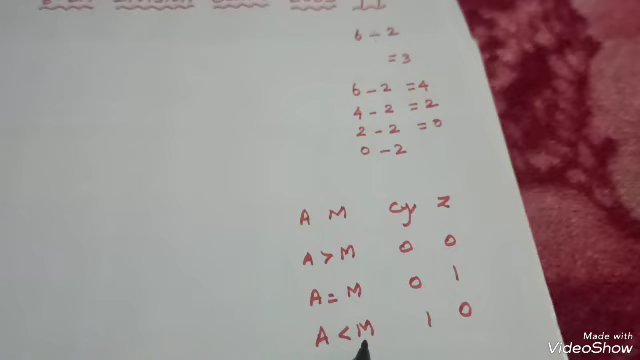 6 ÷ 2
= 3
6 - 2 = 4
4 - 2 = 2
2 - 2 = 0
0 - 2
A M Cy Z
A > M 0 0
A = M 0 1
A < M 1 0
Made with
VideoShow